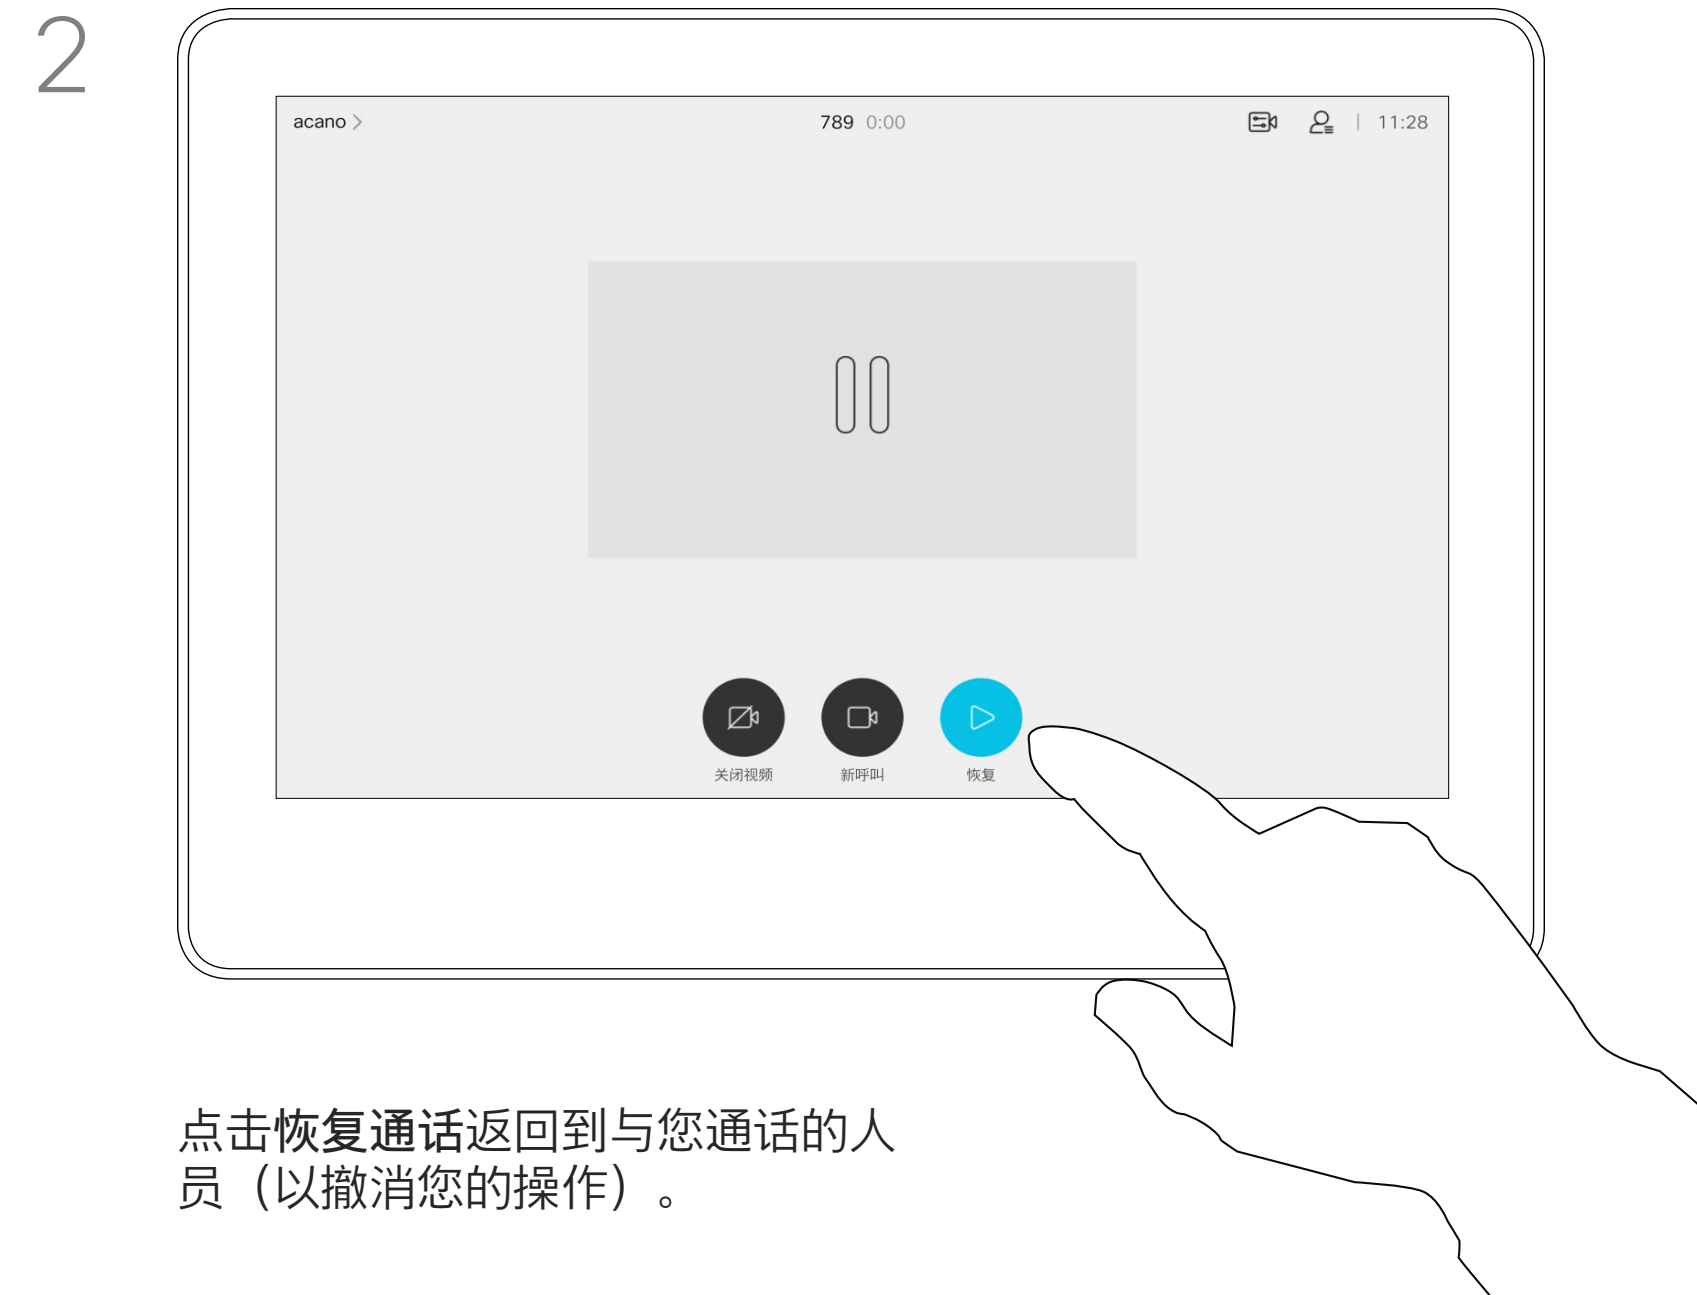 2
acano
789 0:00
11:28
关闭视频
新呼叫
恢复
点击恢复通话返回到与您通话的人
员（以撤消您的操作）。